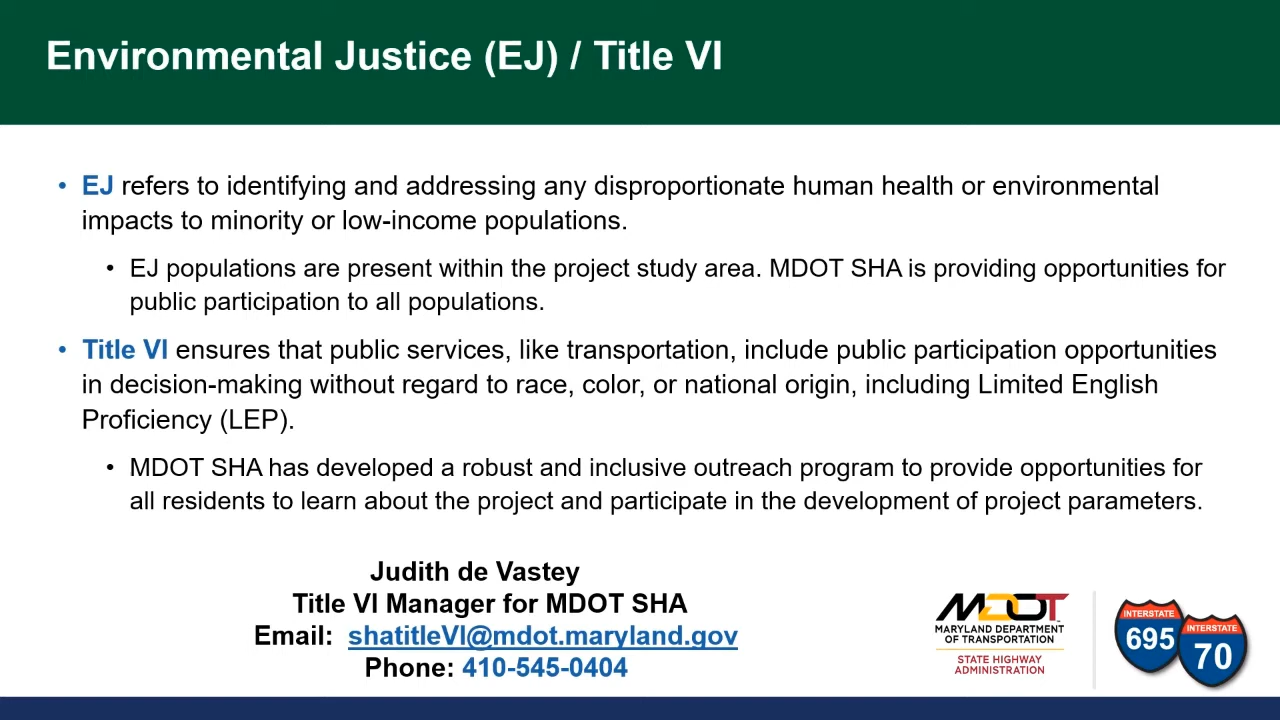 Environmental Justice (EJ) / Title VI
• EJ refers to identifying and addressing any disproportionate human health or environmental
impacts to minority or low-income populations.
• EJ populations are present within the project study area. MDOT SHA is providing opportunities for
public participation to all populations.
• Title VI ensures that public services, like transportation, include public participation opportunities
in decision-making without regard to race, color, or national origin, including Limited English
Proficiency (LEP).
• MDOT SHA has developed a robust and inclusive outreach program to provide opportunities for
all residents to learn about the project and participate in the development of project parameters.
Judith de Vastey
Title VI Manager for MDOT SHA
Email: shatitleVI@mdot.maryland.gov
Phone: 410-545-0404
MDOT
MARYLAND DEPARTMENT
OF TRANSPORTATION
STATE HIGHWAY
ADMINISTRATION
INTERSTATE
695
INTERSTATE
70